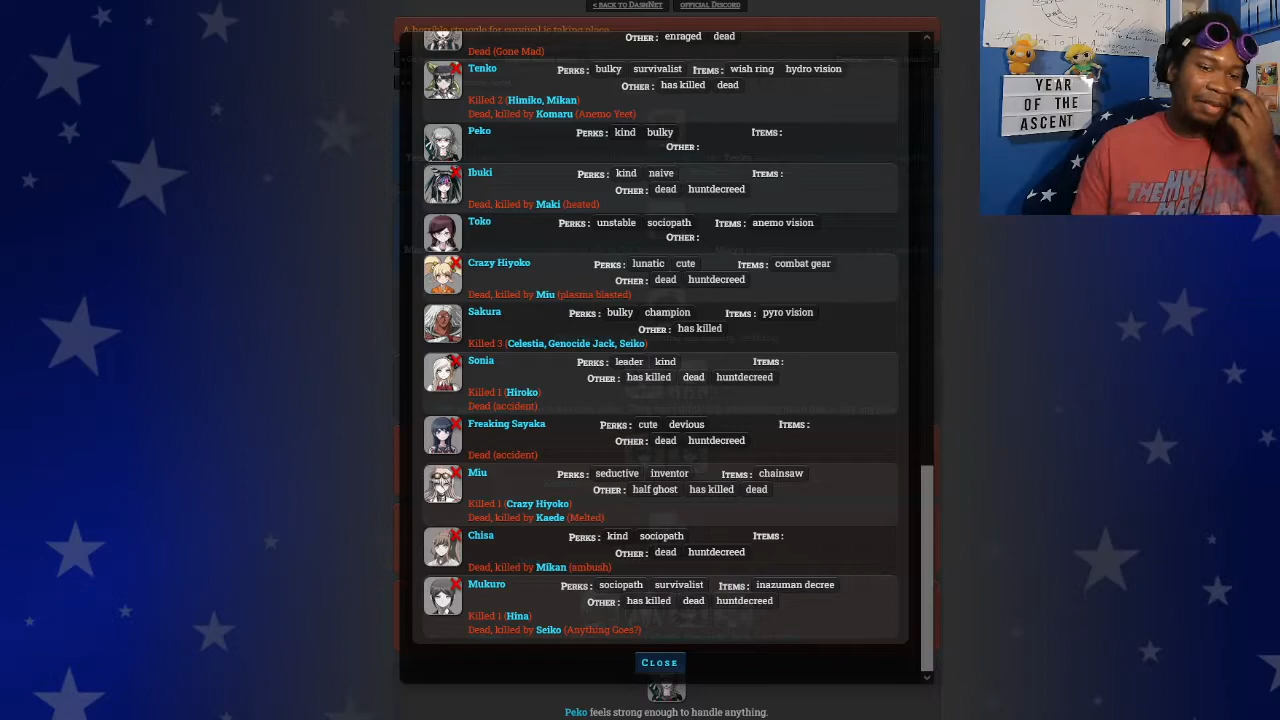 < BACK TO DASHNET OFFICIAL DISCORD
A horrible struggle for survival is taking place.
OTHER: enraged dead
Dead (Gone Mad)
Tenko PERKS: bulky survivalist ITEMS: wish ring hydro vision
OTHER: has killed dead
Killed 2 (Himiko, Mikan)
Dead, killed by Komaru (Anemo Yeet)
Peko PERKS: kind bulky ITEMS:
OTHER:
Ibuki PERKS: kind naive ITEMS:
OTHER: dead huntdecreed
Dead, killed by Maki (heated)
Toko PERKS: unstable sociopath ITEMS: anemo vision
OTHER:
Crazy Hiyoko PERKS: lunatic cute ITEMS: combat gear
OTHER: dead huntdecreed
Dead, killed by Miu (plasma blasted)
Sakura PERKS: bulky champion ITEMS: pyro vision
OTHER: has killed
Killed 3 (Celestia, Genocide Jack, Seiko)
Sonia PERKS: leader kind ITEMS:
OTHER: has killed dead huntdecreed
Killed 1 (Hiroko)
Dead (accident)
Freaking Sayaka PERKS: cute devious ITEMS:
OTHER: dead huntdecreed
Dead (accident)
Miu PERKS: seductive inventor ITEMS: chainsaw
OTHER: half ghost has killed dead
Killed 1 (Crazy Hiyoko)
Dead, killed by Kaede (Melted)
Chisa PERKS: kind sociopath ITEMS:
OTHER: dead huntdecreed
Dead, killed by Mikan (ambush)
Mukuro PERKS: sociopath survivalist ITEMS: inazuman decree
OTHER: has killed dead huntdecreed
Killed 1 (Hina)
Dead, killed by Seiko (Anything Goes?)
CLOSE
Peko feels strong enough to handle anything.
YEAR
OF THE
ASCENT
THE